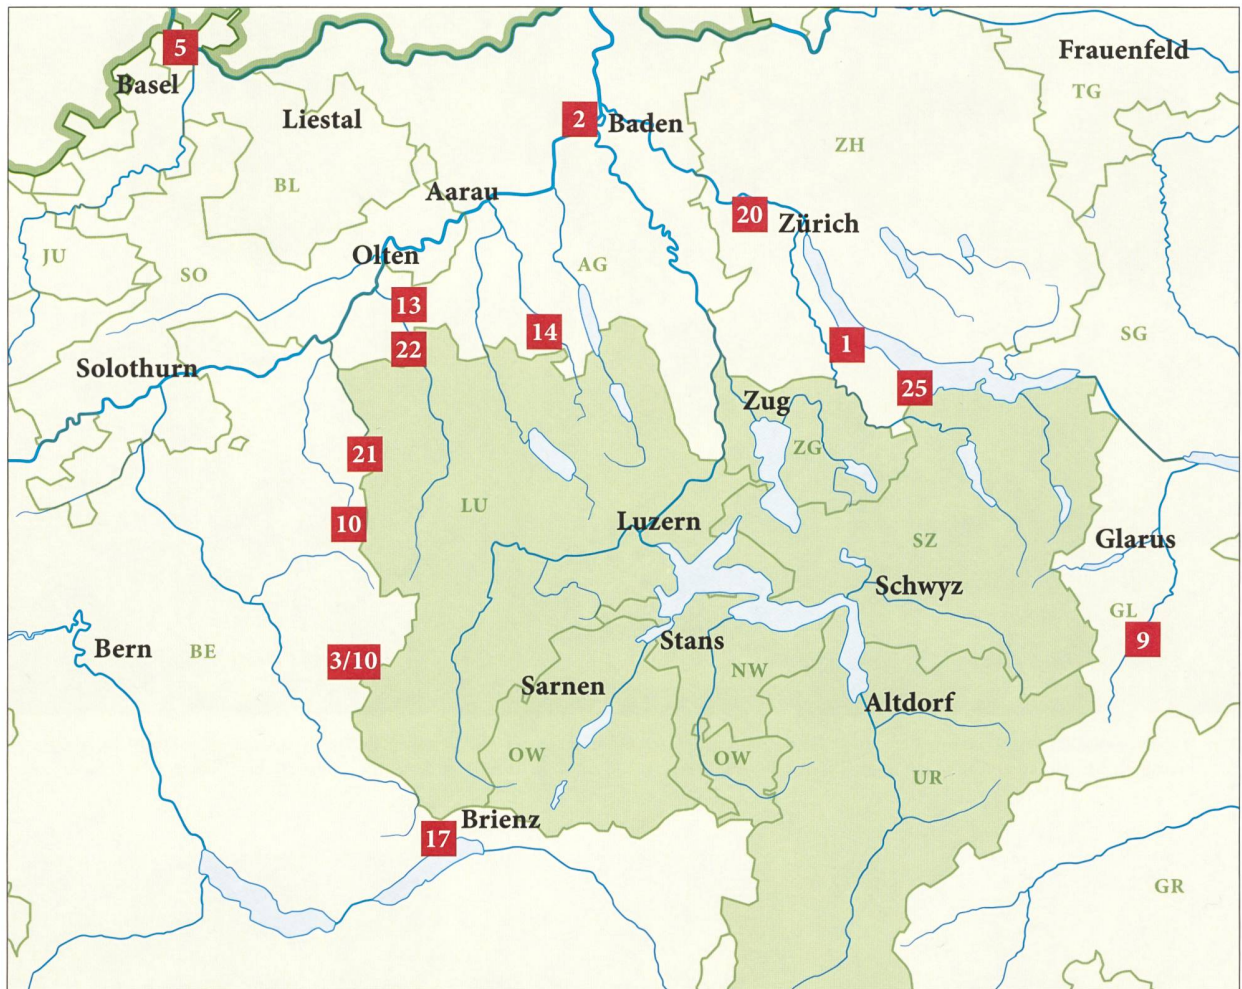 5
Basel
Frauenfeld
TG
Liestal
2
Baden
ZH
BL
Aarau
20
Zürich
JU
SO
Olten
AG
13
14
22
1
SG
Solothurn
25
Zug
ZG
21
LU
10
Luzern
SZ
Glarus
Schwyz
GL
9
Bern
BE
3/10
Stans
NW
Sarnen
Altdorf
OW
OW
UR
17
Brienz
GR